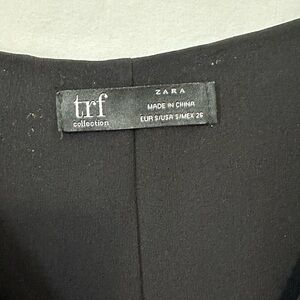 trf
collection
ZARA
MADE IN CHINA
EUR S/USA S/MEX 26